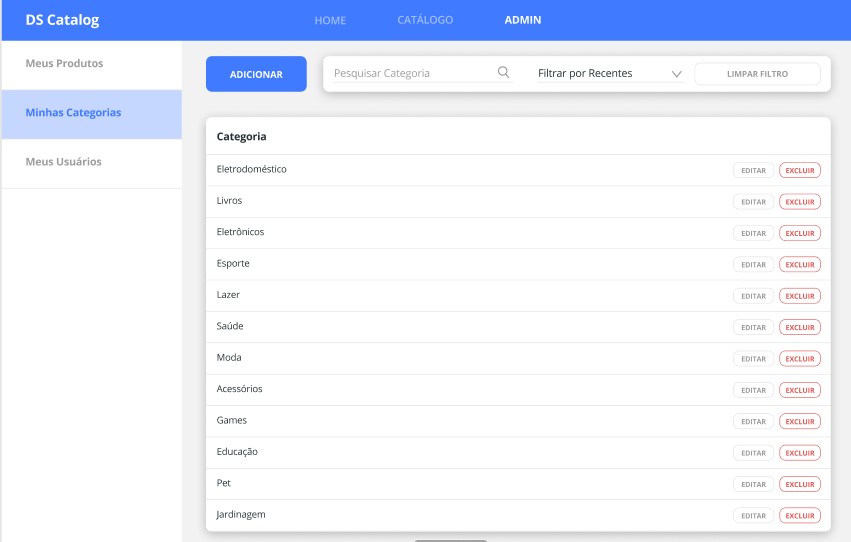 DS Catalog HOME CATÁLOGO ADMIN
Meus Produtos
Minhas Categorias
Meus Usuários
ADICIONAR Pesquisar Categoria Filtrar por Recentes LIMPAR FILTRO
Categoria
Eletrodoméstico EDITAR EXCLUIR
Livros EDITAR EXCLUIR
Eletrônicos EDITAR EXCLUIR
Esporte EDITAR EXCLUIR
Lazer EDITAR EXCLUIR
Saúde EDITAR EXCLUIR
Moda EDITAR EXCLUIR
Acessórios EDITAR EXCLUIR
Games EDITAR EXCLUIR
Educação EDITAR EXCLUIR
Pet EDITAR EXCLUIR
Jardinagem EDITAR EXCLUIR